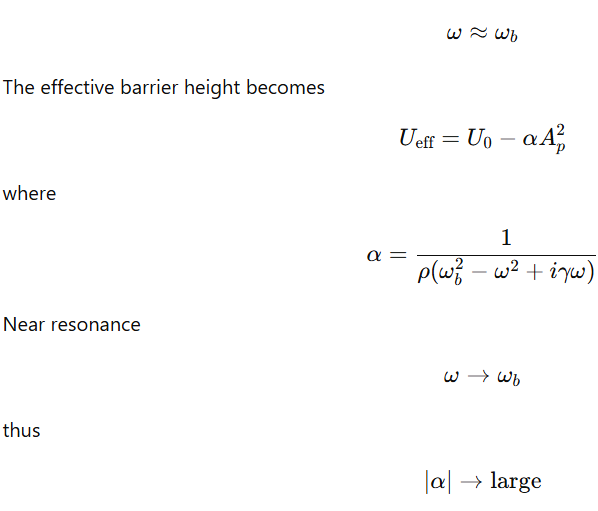 ω ≈ ω_b
The effective barrier height becomes
U_eff = U_0 − αA_p^2
where
α = 1 / ρ(ω_b^2 − ω^2 + iγω)
Near resonance
ω → ω_b
thus
|α| → large